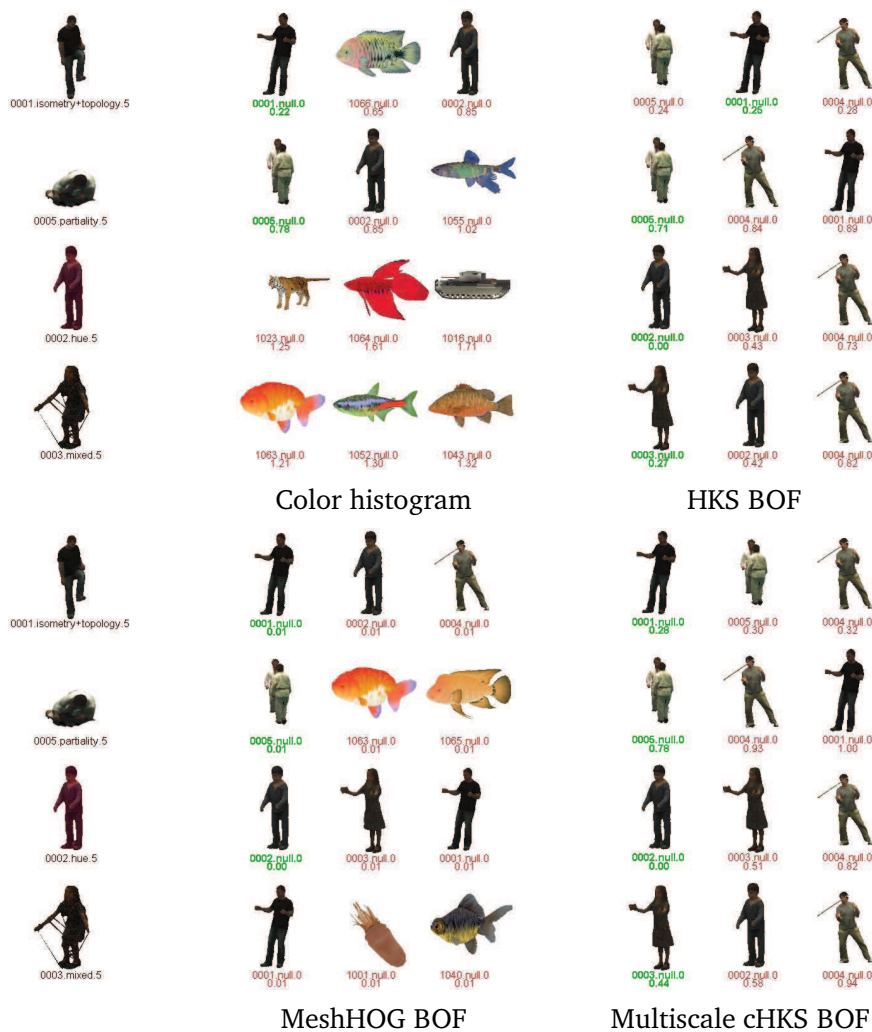 0001.isometry+topology.5
0001.null.0 1066.null.0 0002.null.0
0.22 0.65 0.85
0005.null.0 0001.null.0 0004.null.0
0.24 0.25 0.28
0005.partiality.5
0005.null.0 0002.null.0 1055.null.0
0.78 0.85 1.02
0005.null.0 0004.null.0 0001.null.0
0.71 0.84 0.89
0002.hue.5
1023.null.0 1064.null.0 1016.null.0
1.25 1.61 1.71
0002.null.0 0003.null.0 0004.null.0
0.00 0.43 0.73
0003.mixed.5
1063.null.0 1052.null.0 1043.null.0
1.21 1.30 1.32
0003.null.0 0002.null.0 0004.null.0
0.27 0.42 0.82
Color histogram
HKS BOF
0001.isometry+topology.5
0001.null.0 0002.null.0 0004.null.0
0.01 0.01 0.01
0001.null.0 0005.null.0 0004.null.0
0.28 0.30 0.32
0005.partiality.5
0005.null.0 1063.null.0 1065.null.0
0.01 0.01 0.01
0005.null.0 0004.null.0 0001.null.0
0.78 0.93 1.00
0002.hue.5
0002.null.0 0003.null.0 0001.null.0
0.00 0.01 0.01
0002.null.0 0003.null.0 0004.null.0
0.00 0.51 0.82
0003.mixed.5
0001.null.0 1001.null.0 1040.null.0
0.01 0.01 0.01
0003.null.0 0002.null.0 0004.null.0
0.44 0.58 0.94
MeshHOG BOF
Multiscale cHKS BOF